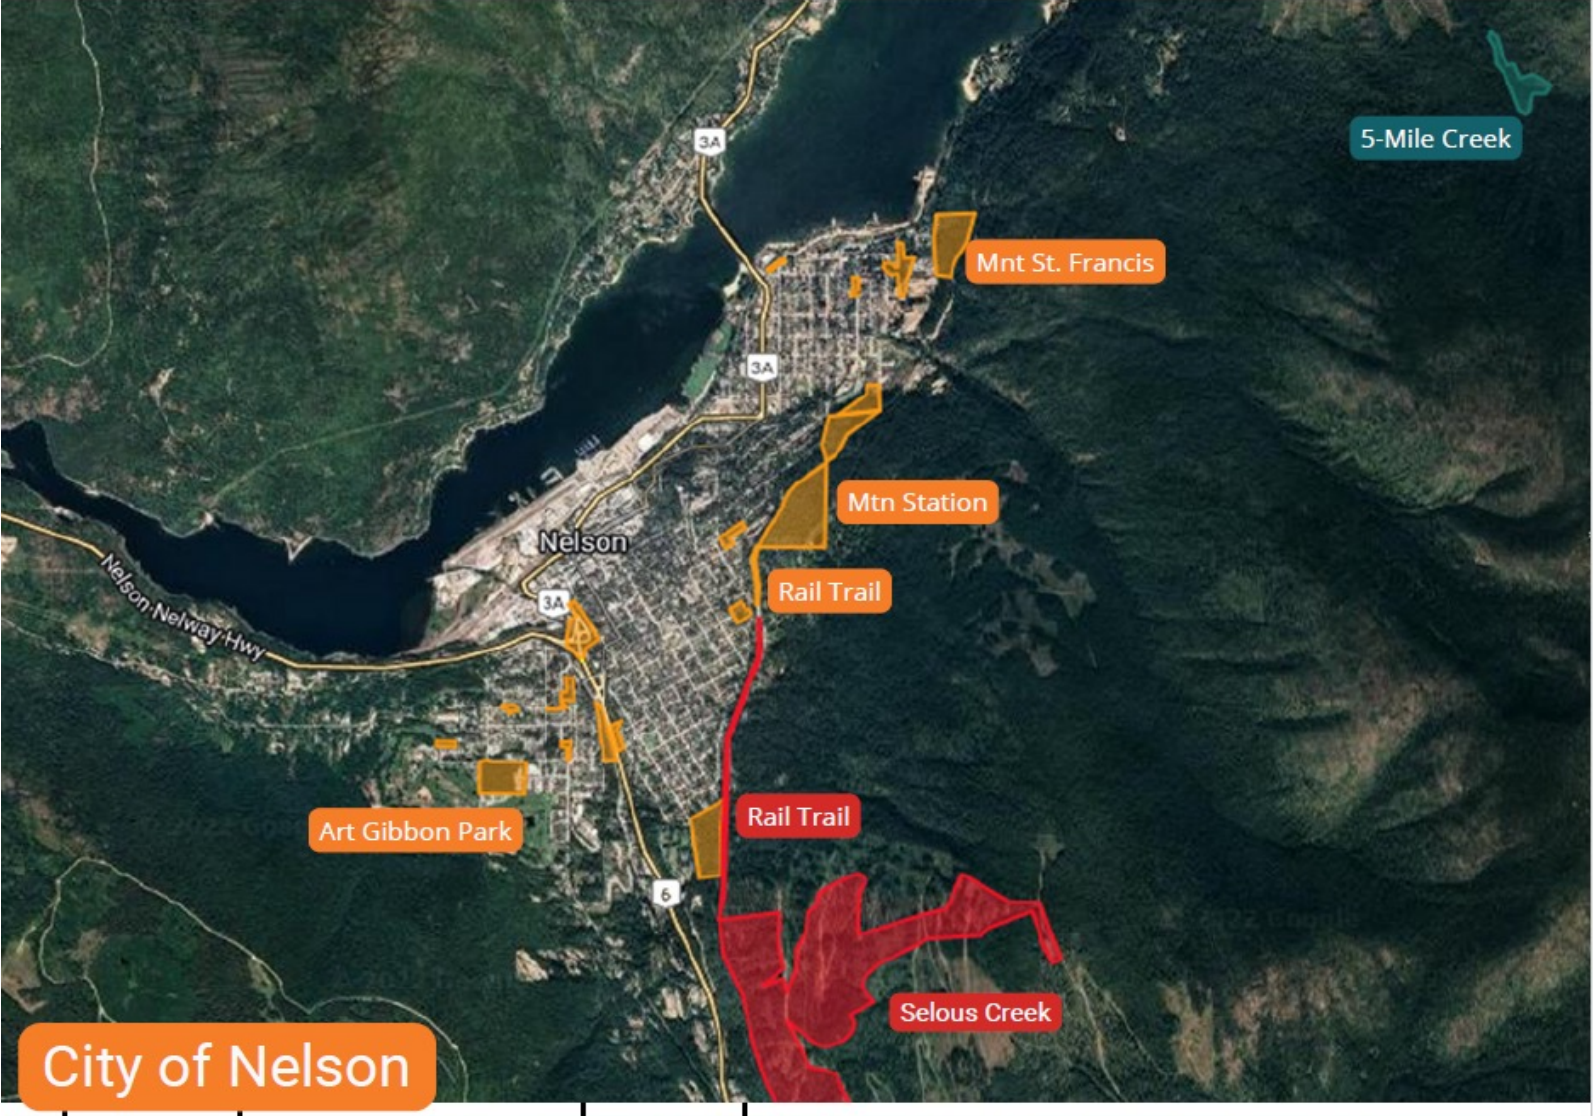 3A
5-Mile Creek
Mnt St. Francis
3A
Mtn Station
Nelson
Rail Trail
3A
Nelson Nelway Hwy
Rail Trail
Art Gibbon Park
6
Selous Creek
City of Nelson